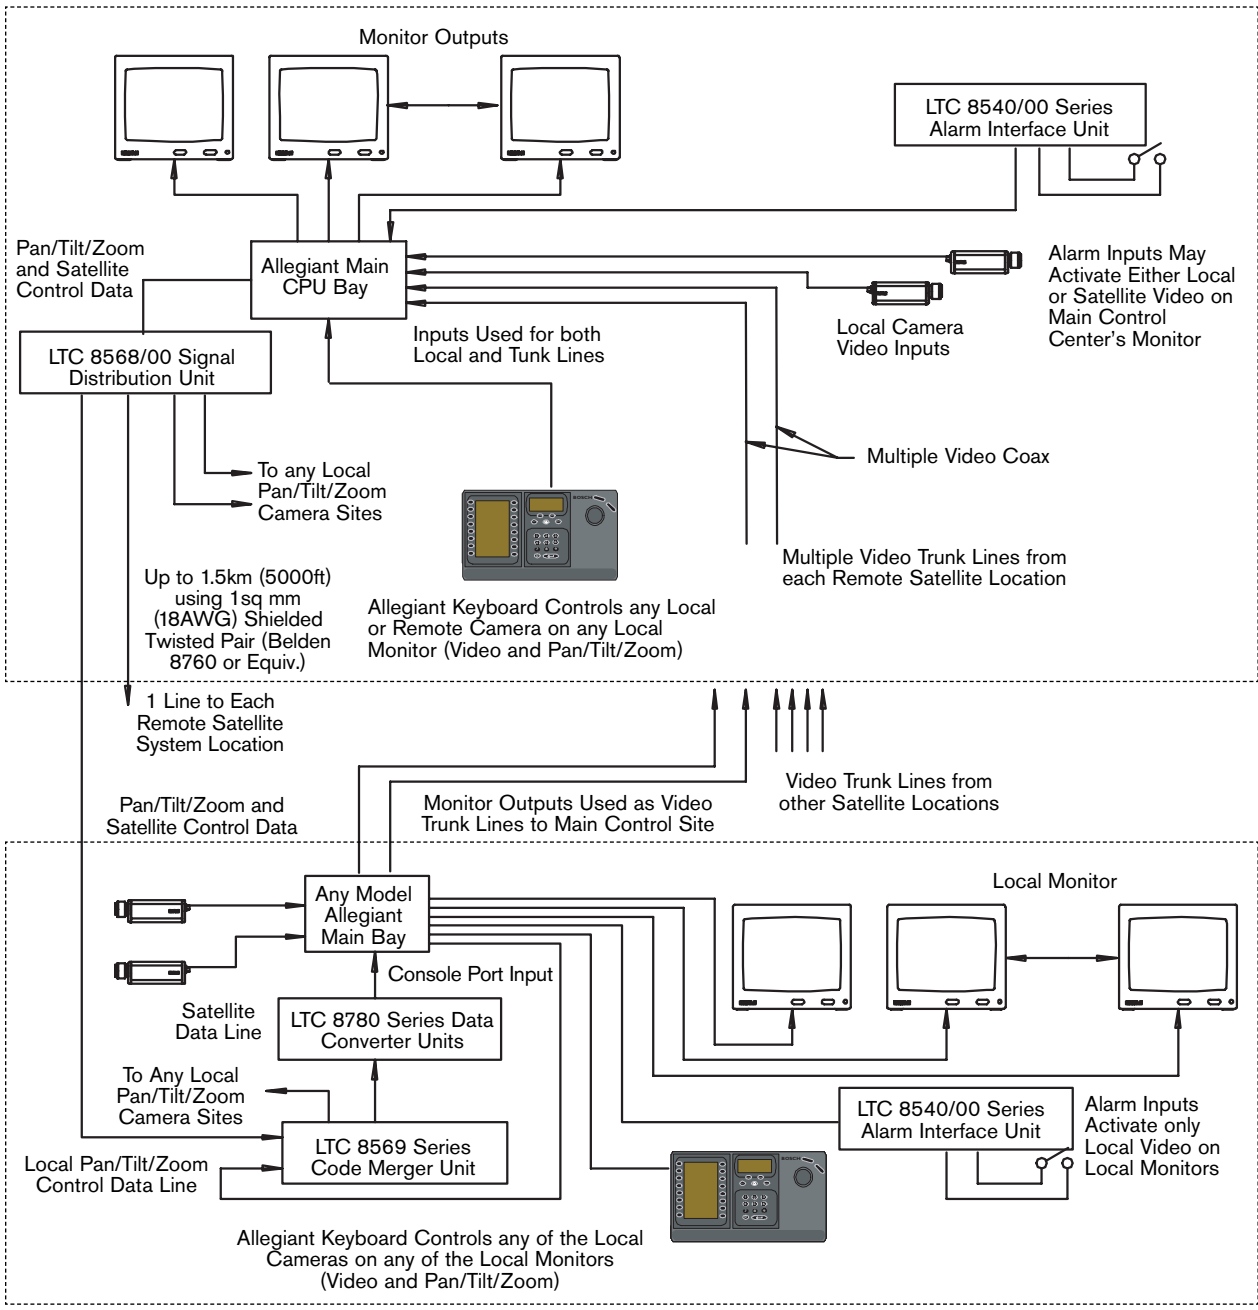 Monitor Outputs
LTC 8540/00 Series
Alarm Interface Unit
Pan/Tilt/Zoom
and Satellite
Control Data
Allegiant Main
CPU Bay
Alarm Inputs May
Activate Either Local
or Satellite Video on
Main Control
Center's Monitor
Local Camera
Video Inputs
Inputs Used for both
Local and Tunk Lines
LTC 8568/00 Signal
Distribution Unit
Multiple Video Coax
To any Local
Pan/Tilt/Zoom
Camera Sites
BOSCH
Multiple Video Trunk Lines from
each Remote Satellite Location
Up to 1.5km (5000ft)
using 1sq mm
(18AWG) Shielded
Twisted Pair (Belden
8760 or Equiv.)
Allegiant Keyboard Controls any Local
or Remote Camera on any Local
Monitor (Video and Pan/Tilt/Zoom)
1 Line to Each
Remote Satellite
System Location
Video Trunk Lines from
other Satellite Locations
Pan/Tilt/Zoom and
Satellite Control Data
Monitor Outputs Used as Video
Trunk Lines to Main Control Site
Any Model
Allegiant
Main Bay
Local Monitor
Console Port Input
Satellite
Data Line
LTC 8780 Series Data
Converter Units
To Any Local
Pan/Tilt/Zoom
Camera Sites
LTC 8540/00 Series
Alarm Interface Unit
Alarm Inputs
Activate only
Local Video on
Local Monitors
LTC 8569 Series
Code Merger Unit
Local Pan/Tilt/Zoom
Control Data Line
BOSCH
Allegiant Keyboard Controls any of the Local
Cameras on any of the Local Monitors
(Video and Pan/Tilt/Zoom)